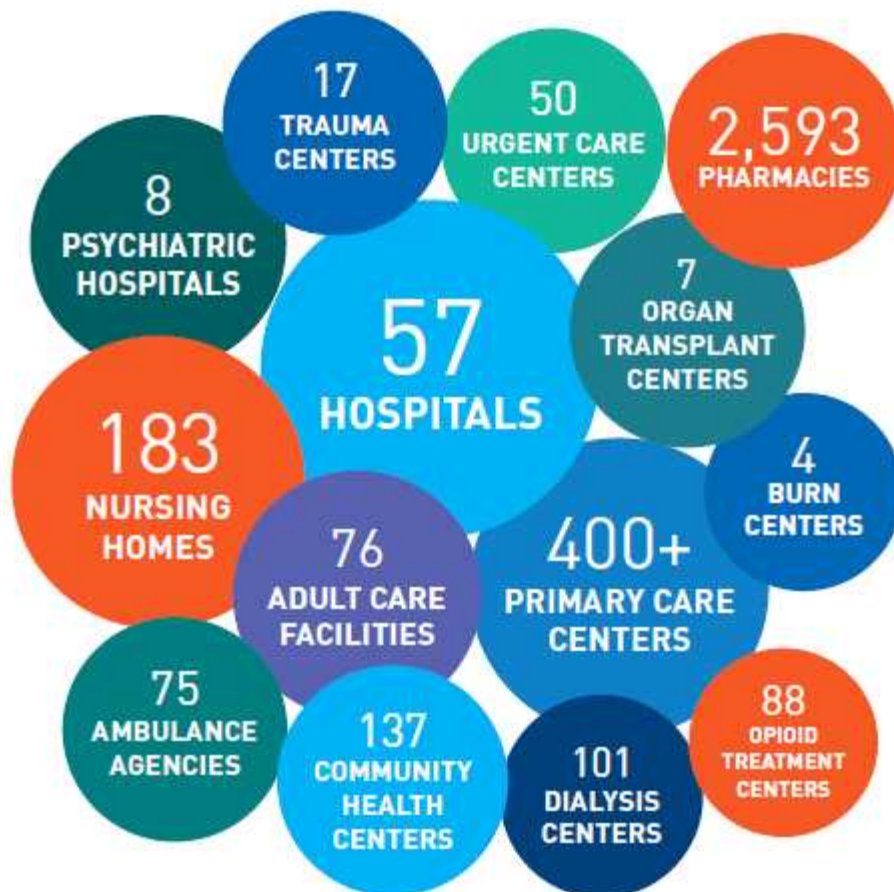 17
TRAUMA
CENTERS
50
URGENT CARE
CENTERS
2,593
PHARMACIES
8
PSYCHIATRIC
HOSPITALS
57
HOSPITALS
7
ORGAN
TRANSPLANT
CENTERS
183
NURSING
HOMES
4
BURN
CENTERS
76
ADULT CARE
FACILITIES
400+
PRIMARY CARE
CENTERS
75
AMBULANCE
AGENCIES
137
COMMUNITY
HEALTH
CENTERS
101
DIALYSIS
CENTERS
88
OPIOID
TREATMENT
CENTERS